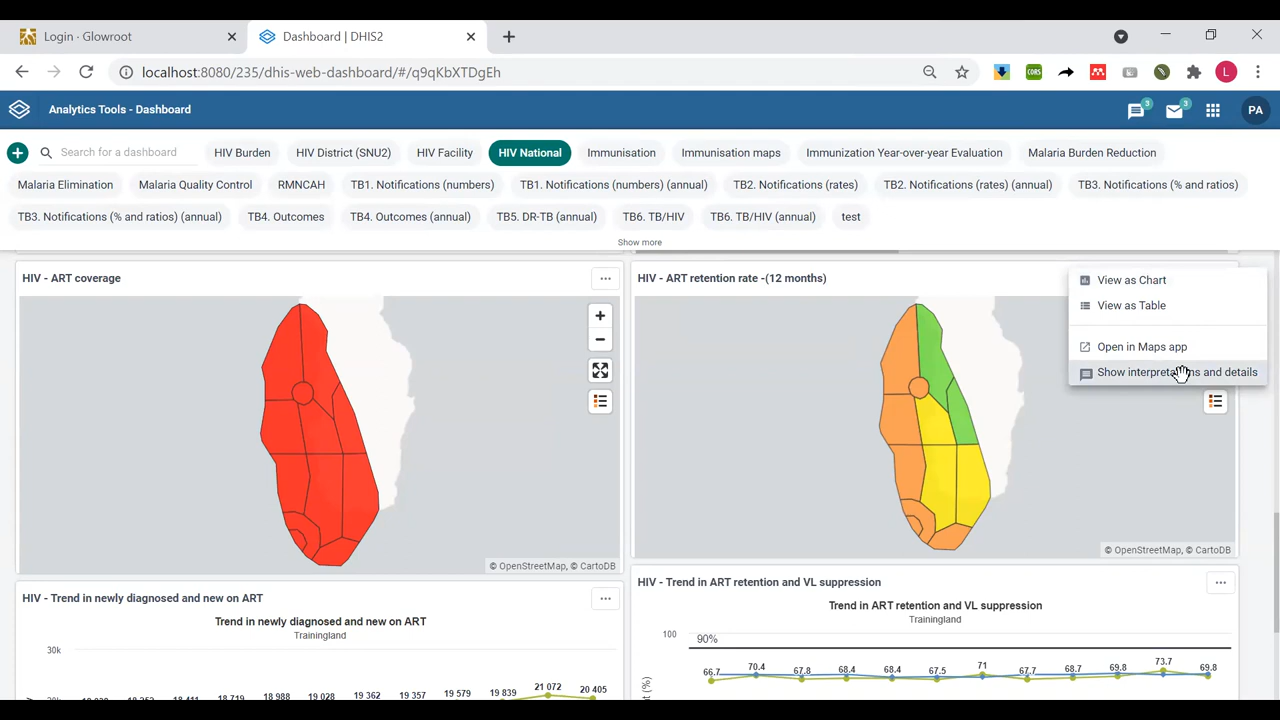 Login · Glowroot
Dashboard | DHIS2
localhost:8080/235/dhis-web-dashboard/#/q9qKbXTDgEh
CORS
L
Analytics Tools - Dashboard
3
3
PA
Search for a dashboard
HIV Burden
HIV District (SNU2)
HIV Facility
HIV National
Immunisation
Immunisation maps
Immunization Year-over-year Evaluation
Malaria Burden Reduction
Malaria Elimination
Malaria Quality Control
RMNCAH
TB1. Notifications (numbers)
TB1. Notifications (numbers) (annual)
TB2. Notifications (rates)
TB2. Notifications (rates) (annual)
TB3. Notifications (% and ratios)
TB3. Notifications (% and ratios) (annual)
TB4. Outcomes
TB4. Outcomes (annual)
TB5. DR-TB (annual)
TB6. TB/HIV
TB6. TB/HIV (annual)
test
Show more
HIV - ART coverage
© OpenStreetMap, © CartoDB
HIV - ART retention rate -(12 months)
View as Chart
View as Table
Open in Maps app
Show interpretations and details
© OpenStreetMap, © CartoDB
HIV - Trend in newly diagnosed and new on ART
Trend in newly diagnosed and new on ART
Trainingland
30k
18 719
18 988
19 028
19 362
19 357
19 579
19 839
21 072
20 405
HIV - Trend in ART retention and VL suppression
Trend in ART retention and VL suppression
Trainingland
100
90%
66.7
70.4
67.8
68.4
68.4
67.5
71
67.7
68.7
69.8
73.7
69.8